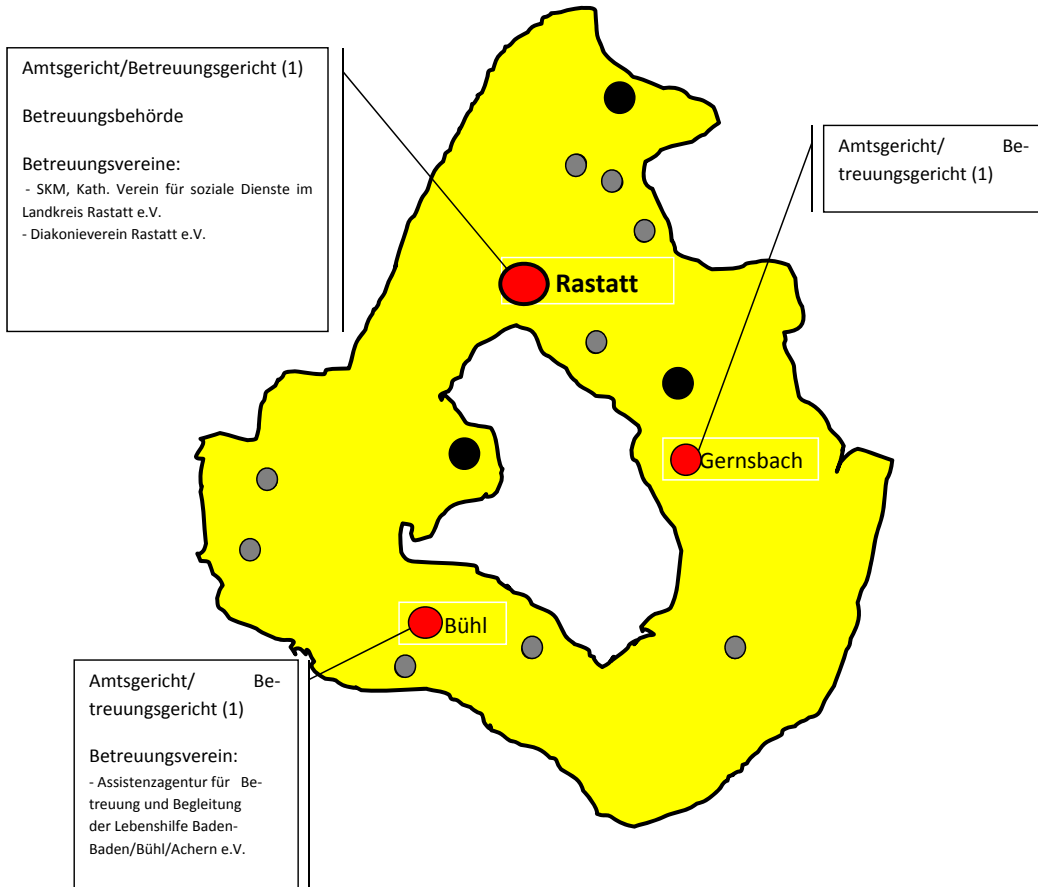 Amtsgericht/Betreuungsgericht (1)
Betreuungsbehörde
Betreuungsvereine:
- SKM, Kath. Verein für soziale Dienste im
Landkreis Rastatt e.V.
- Diakonieverein Rastatt e.V.
Amtsgericht/ Be-
treuungsgericht (1)
Rastatt
Gernsbach
Bühl
Amtsgericht/ Be-
treuungsgericht (1)
Betreuungsverein:
- Assistenzagentur für Be-
treuung und Begleitung
der Lebenshilfe Baden-
Baden/Bühl/Achern e.V.